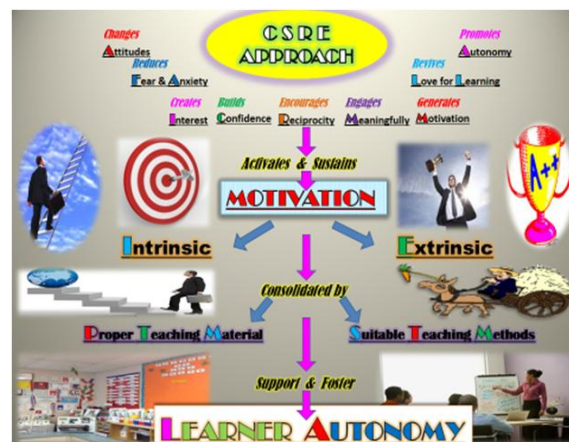 CSRE
APPROACH
Changes
Attitudes
Reduces
Fear & Anxiety
Promotes
Autonomy
Revives
Love for Learning
Creates
Interest
Builds
Confidence
Encourages
Reciprocity
Engages
Meaningfully
Generates
Motivation
A++
Activates & Sustains
MOTIVATION
Intrinsic
Extrinsic
Consolidated by
Proper Teaching Material
Suitable Teaching Methods
Support & Foster
LEARNER AUTONOMY